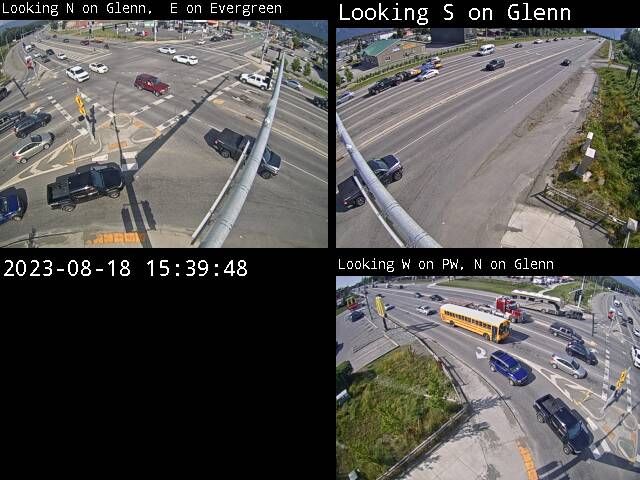 Looking N on Glenn,  E on Evergreen
Looking S on Glenn
2023-08-18 15:39:48
Looking W on PW, N on Glenn